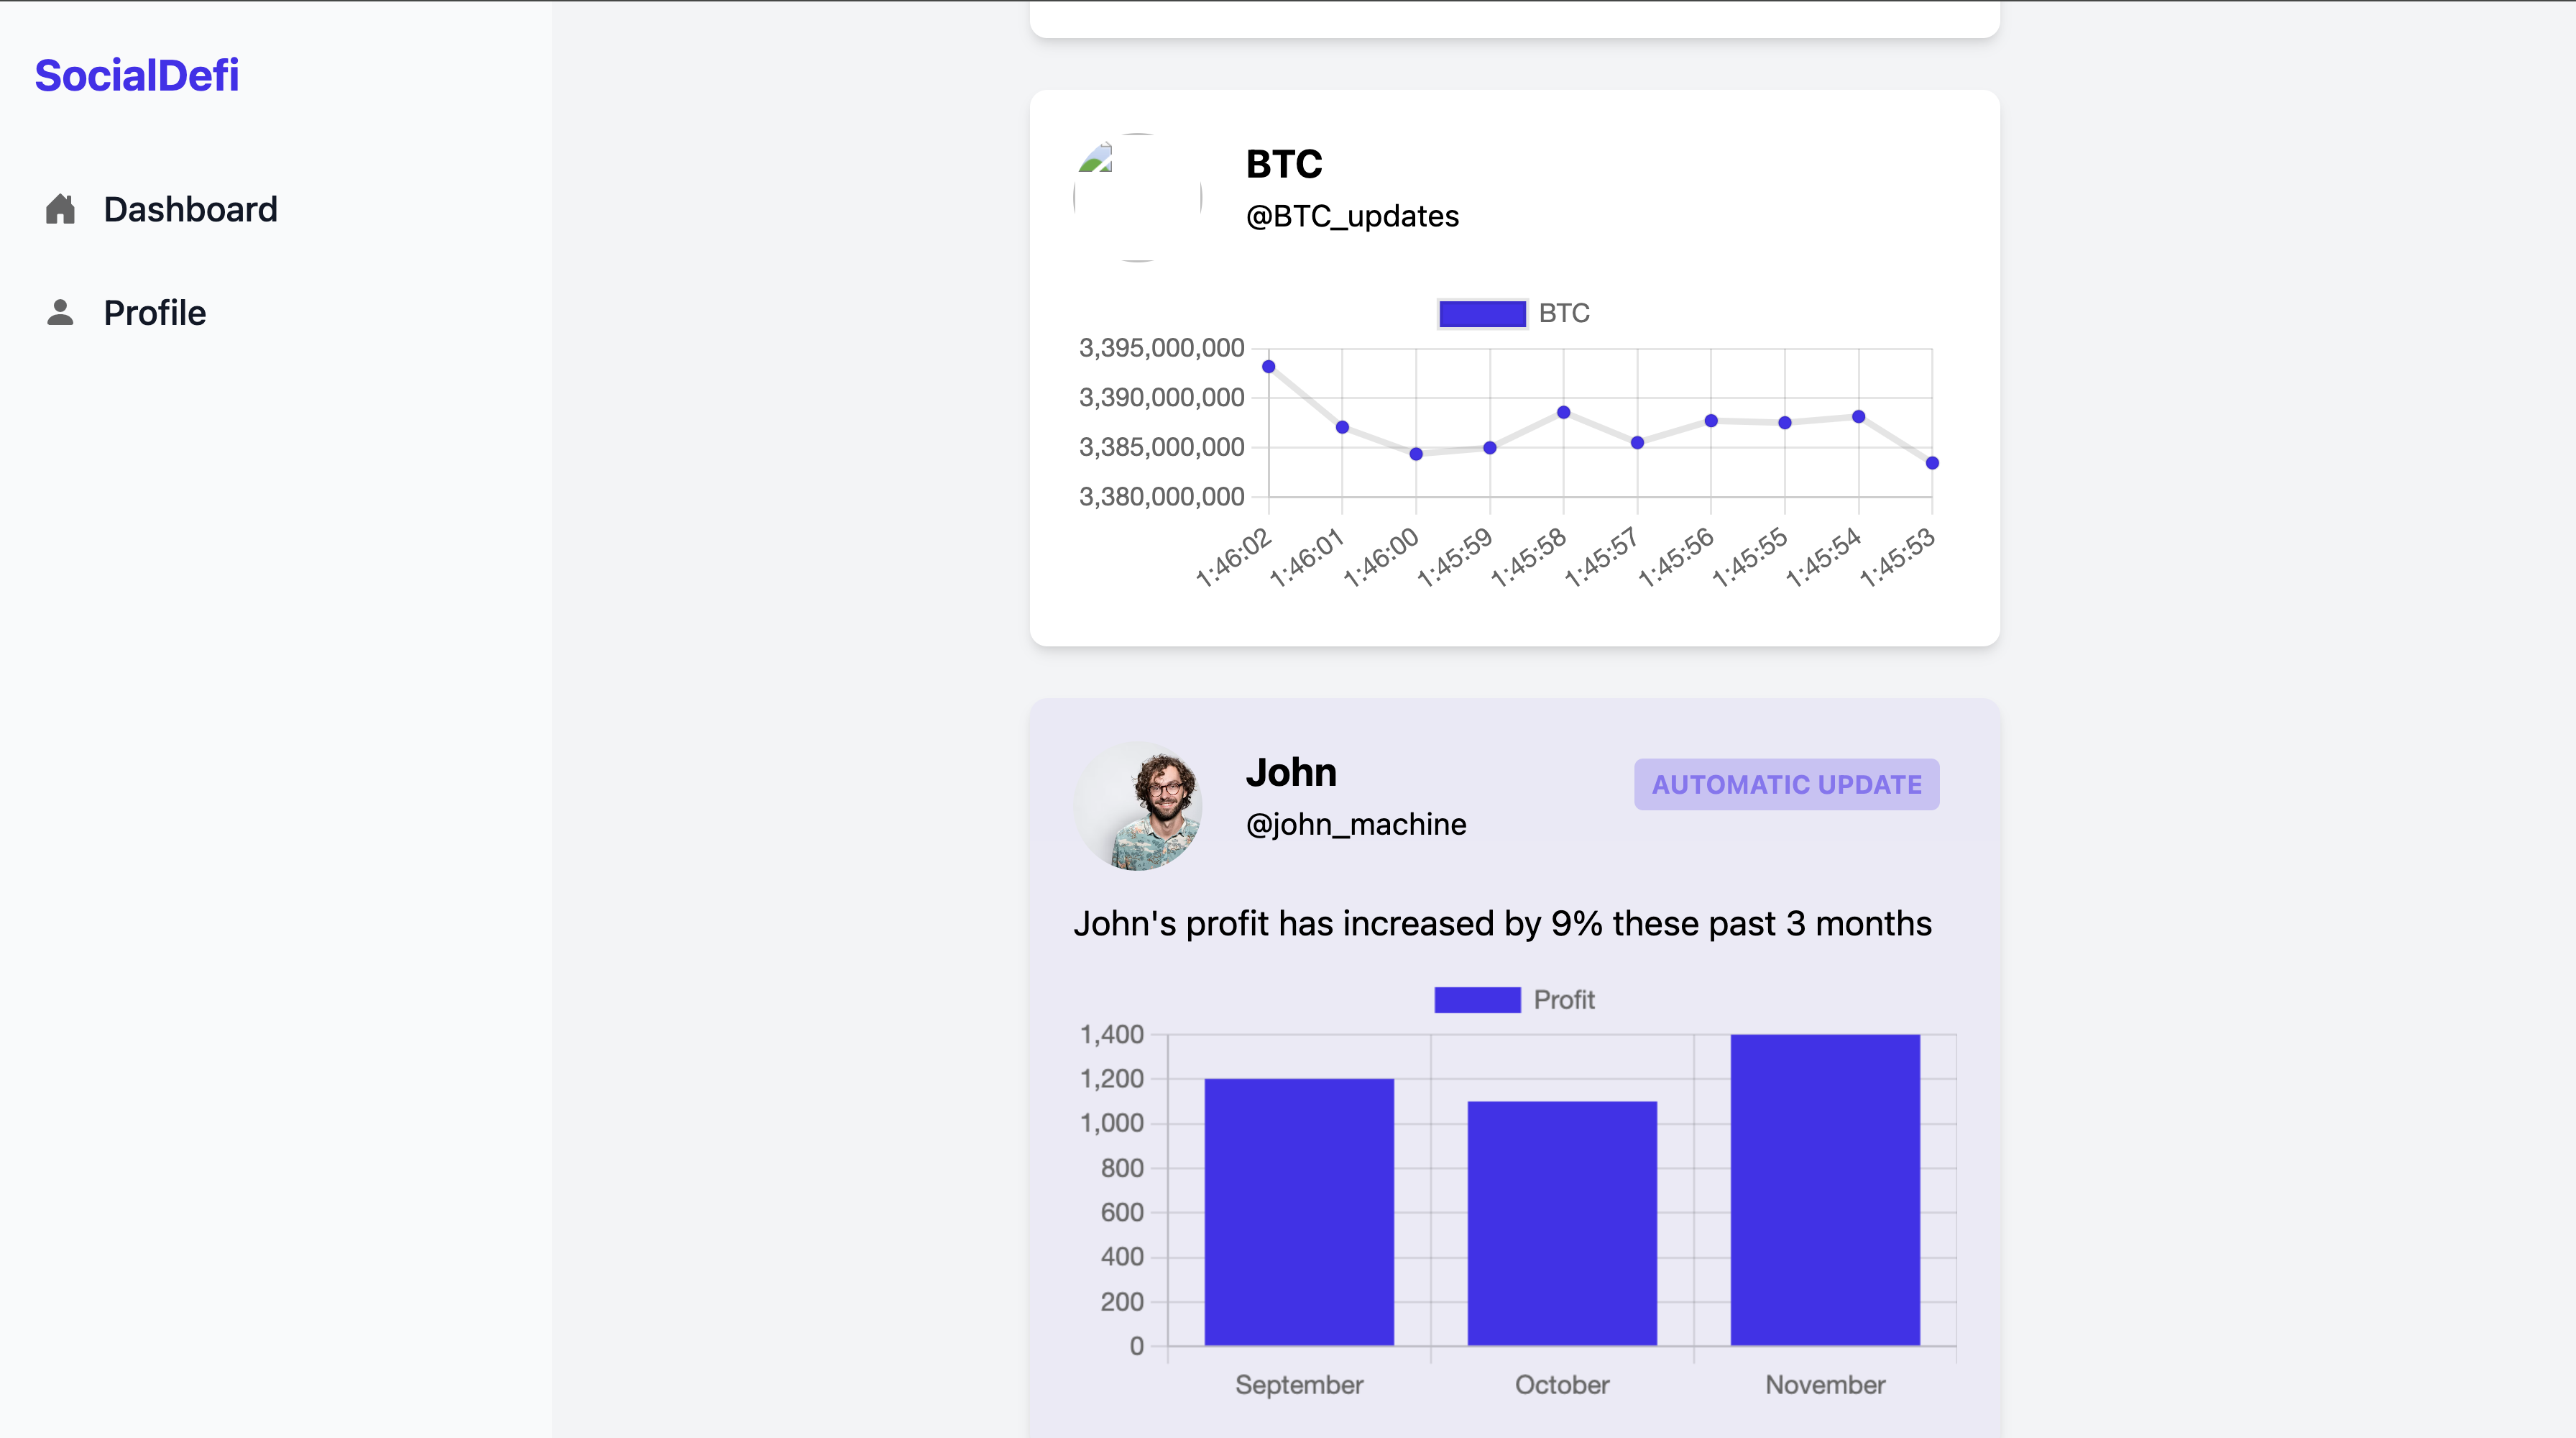 SocialDefi
Dashboard
Profile
BTC
@BTC_updates
BTC
3,395,000,000
3,390,000,000
3,385,000,000
3,380,000,000
1:46:02
1:46:01
1:46:00
1:45:59
1:45:58
1:45:57
1:45:56
1:45:55
1:45:54
1:45:53
John
AUTOMATIC UPDATE
@john_machine
John's profit has increased by 9% these past 3 months
Profit
1,400
1,200
1,000
800
600
400
200
0
September
October
November